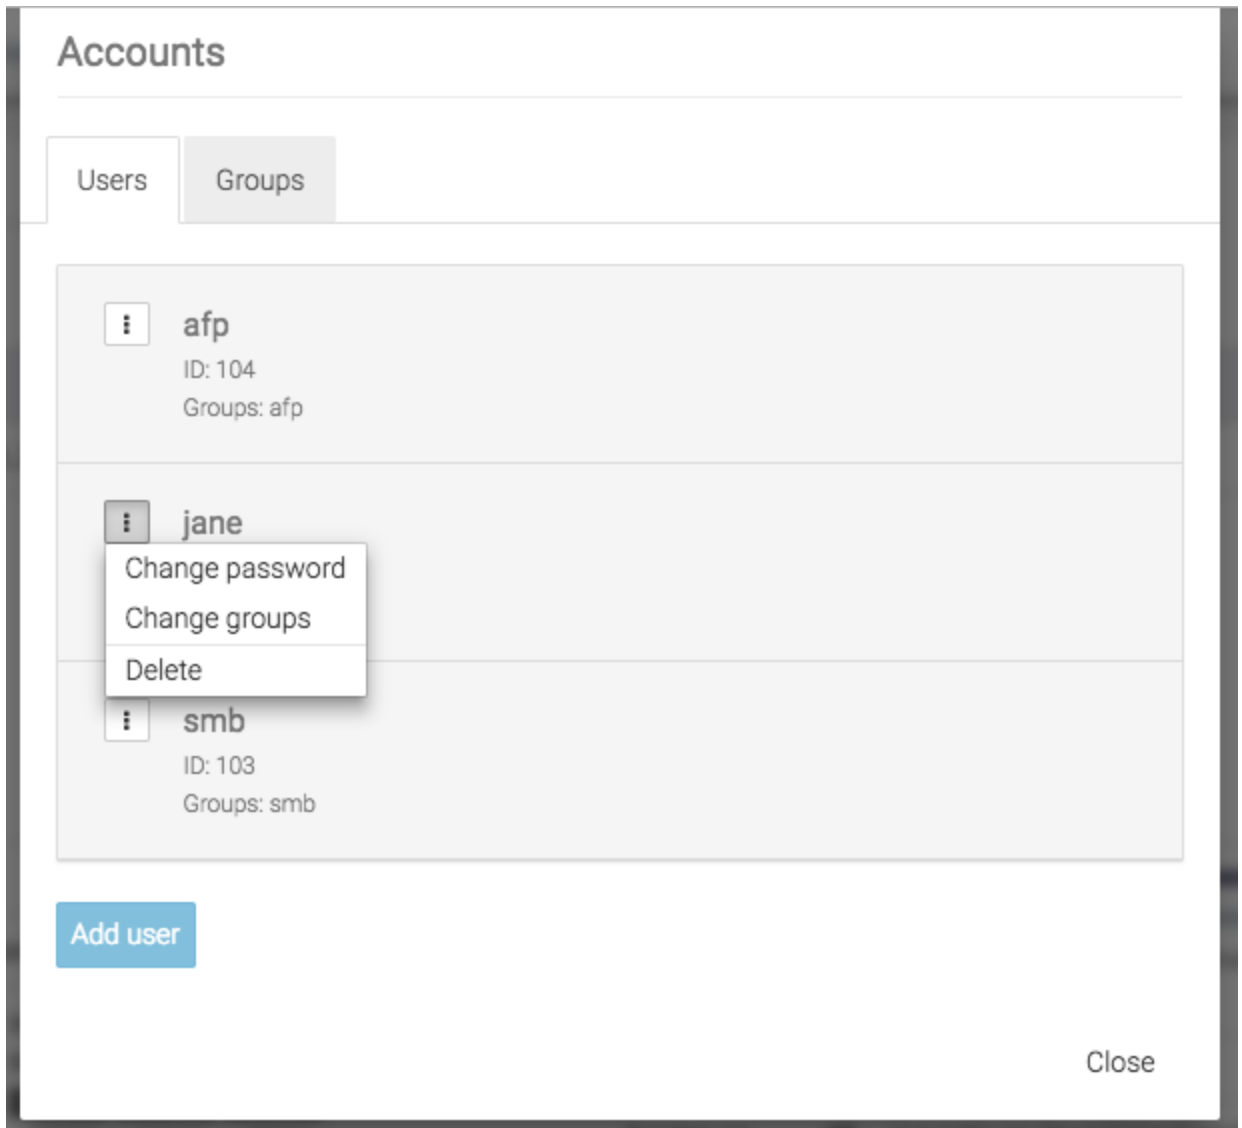 Accounts
Users Groups
afp
ID: 104
Groups: afp
jane
Change password
Change groups
Delete
smb
ID: 103
Groups: smb
Add user
Close